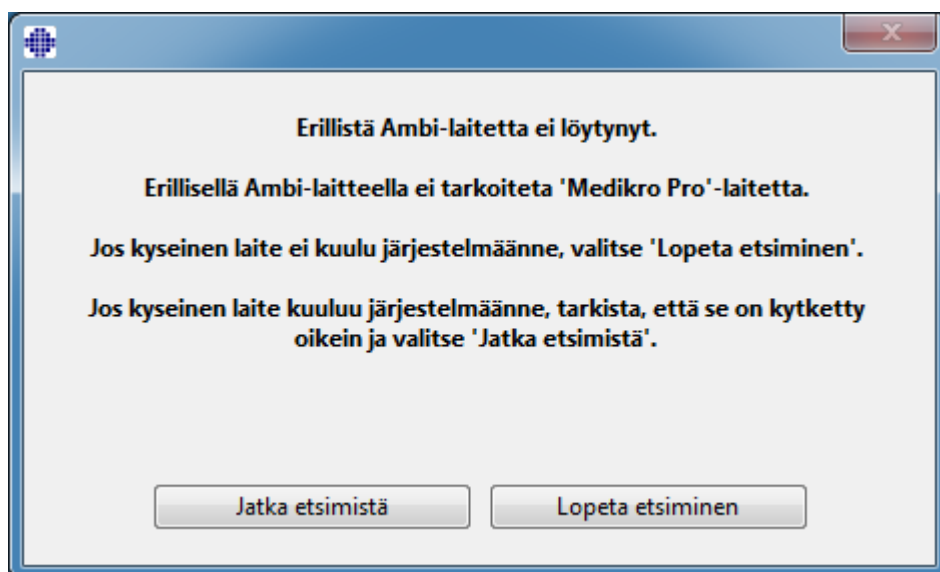 Erillistä Ambi-laitetta ei löytynyt.
Erillisellä Ambi-laitteella ei tarkoiteta 'Medikro Pro'-laitetta.
Jos kyseinen laite ei kuulu järjestelmäänne, valitse 'Lopeta etsiminen'.
Jos kyseinen laite kuuluu järjestelmäänne, tarkista, että se on kytketty
oikein ja valitse 'Jatka etsimistä'.
Jatka etsimistä
Lopeta etsiminen